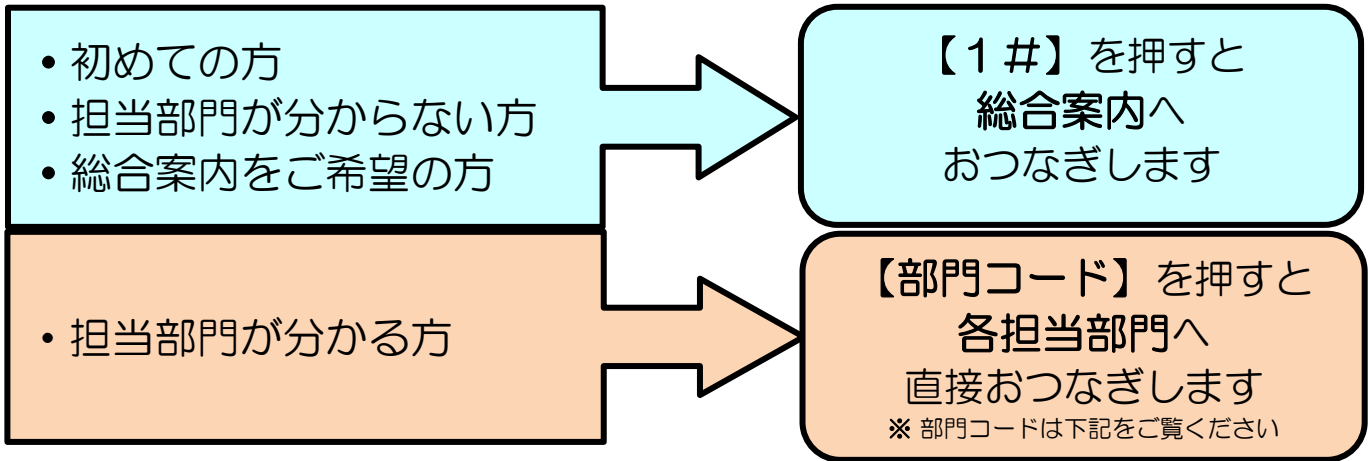 • 初めての方
• 担当部門が分からない方
• 総合案内をご希望の方
【１＃】を押すと
総合案内へ
おつなぎします
• 担当部門が分かる方
【部門コード】を押すと
各担当部門へ
直接おつなぎします
※ 部門コードは下記をご覧ください